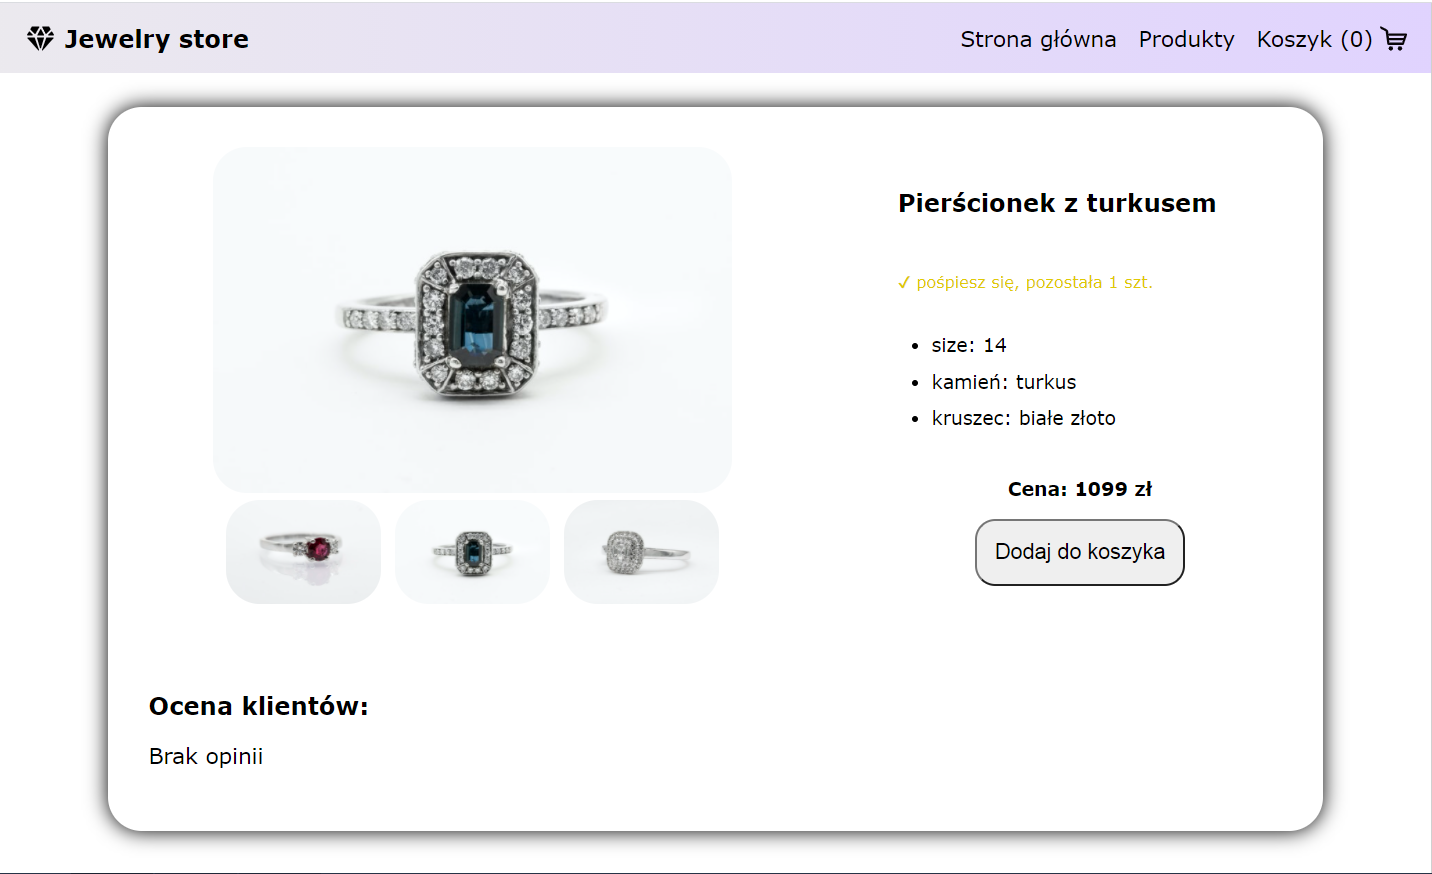 Jewelry store
Strona główna Produkty Koszyk (0)
Pierścionek z turkusem
✓ pośpiesz się, pozostała 1 szt.
• size: 14
• kamień: turkus
• kruszec: białe złoto
Cena: 1099 zł
Dodaj do koszyka
Ocena klientów:
Brak opinii